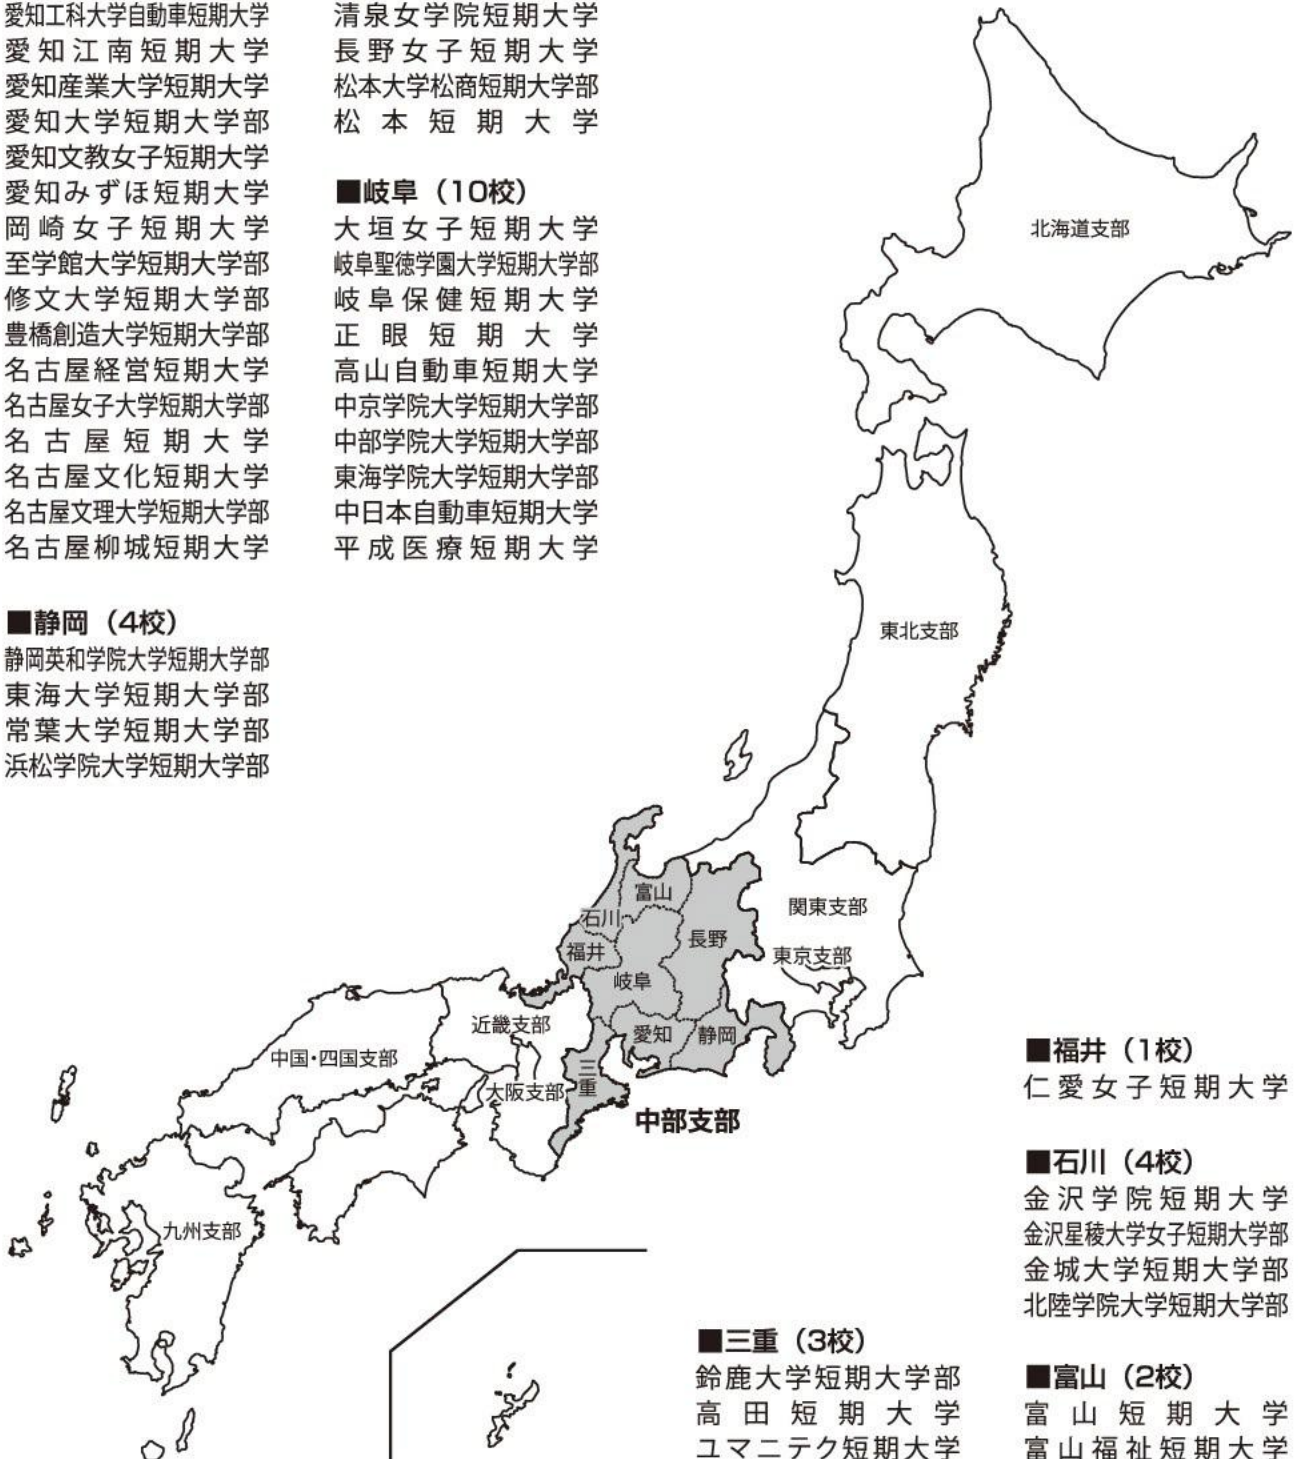 愛知工科大学自動車短期大学
愛知江南短期大学
愛知産業大学短期大学
愛知大学短期大学部
愛知文教女子短期大学
愛知みずほ短期大学
岡崎女子短期大学
至学館大学短期大学部
修文大学短期大学部
豊橋創造大学短期大学部
名古屋経営短期大学
名古屋女子大学短期大学部
名古屋短期大学
名古屋文化短期大学
名古屋文理大学短期大学部
名古屋柳城短期大学
■静岡（4校）
静岡英和学院大学短期大学部
東海大学短期大学部
常葉大学短期大学部
浜松学院大学短期大学部
清泉女学院短期大学
長野女子短期大学
松本大学松商短期大学部
松本短期大学
■岐阜（10校）
大垣女子短期大学
岐阜聖徳学園大学短期大学部
岐阜保健短期大学
正眼短期大学
高山自動車短期大学
中京学院大学短期大学部
中部学院大学短期大学部
東海学院大学短期大学部
中日本自動車短期大学
平成医療短期大学
北海道支部
東北支部
関東支部
東京支部
富山
石川
福井
長野
岐阜
愛知
静岡
三重
近畿支部
大阪支部
中部支部
中国・四国支部
九州支部
■三重（3校）
鈴鹿大学短期大学部
高田短期大学
ユマニテク短期大学
■福井（1校）
仁愛女子短期大学
■石川（4校）
金沢学院短期大学
金沢星稜大学女子短期大学部
金城大学短期大学部
北陸学院大学短期大学部
■富山（2校）
富山短期大学
富山福祉短期大学